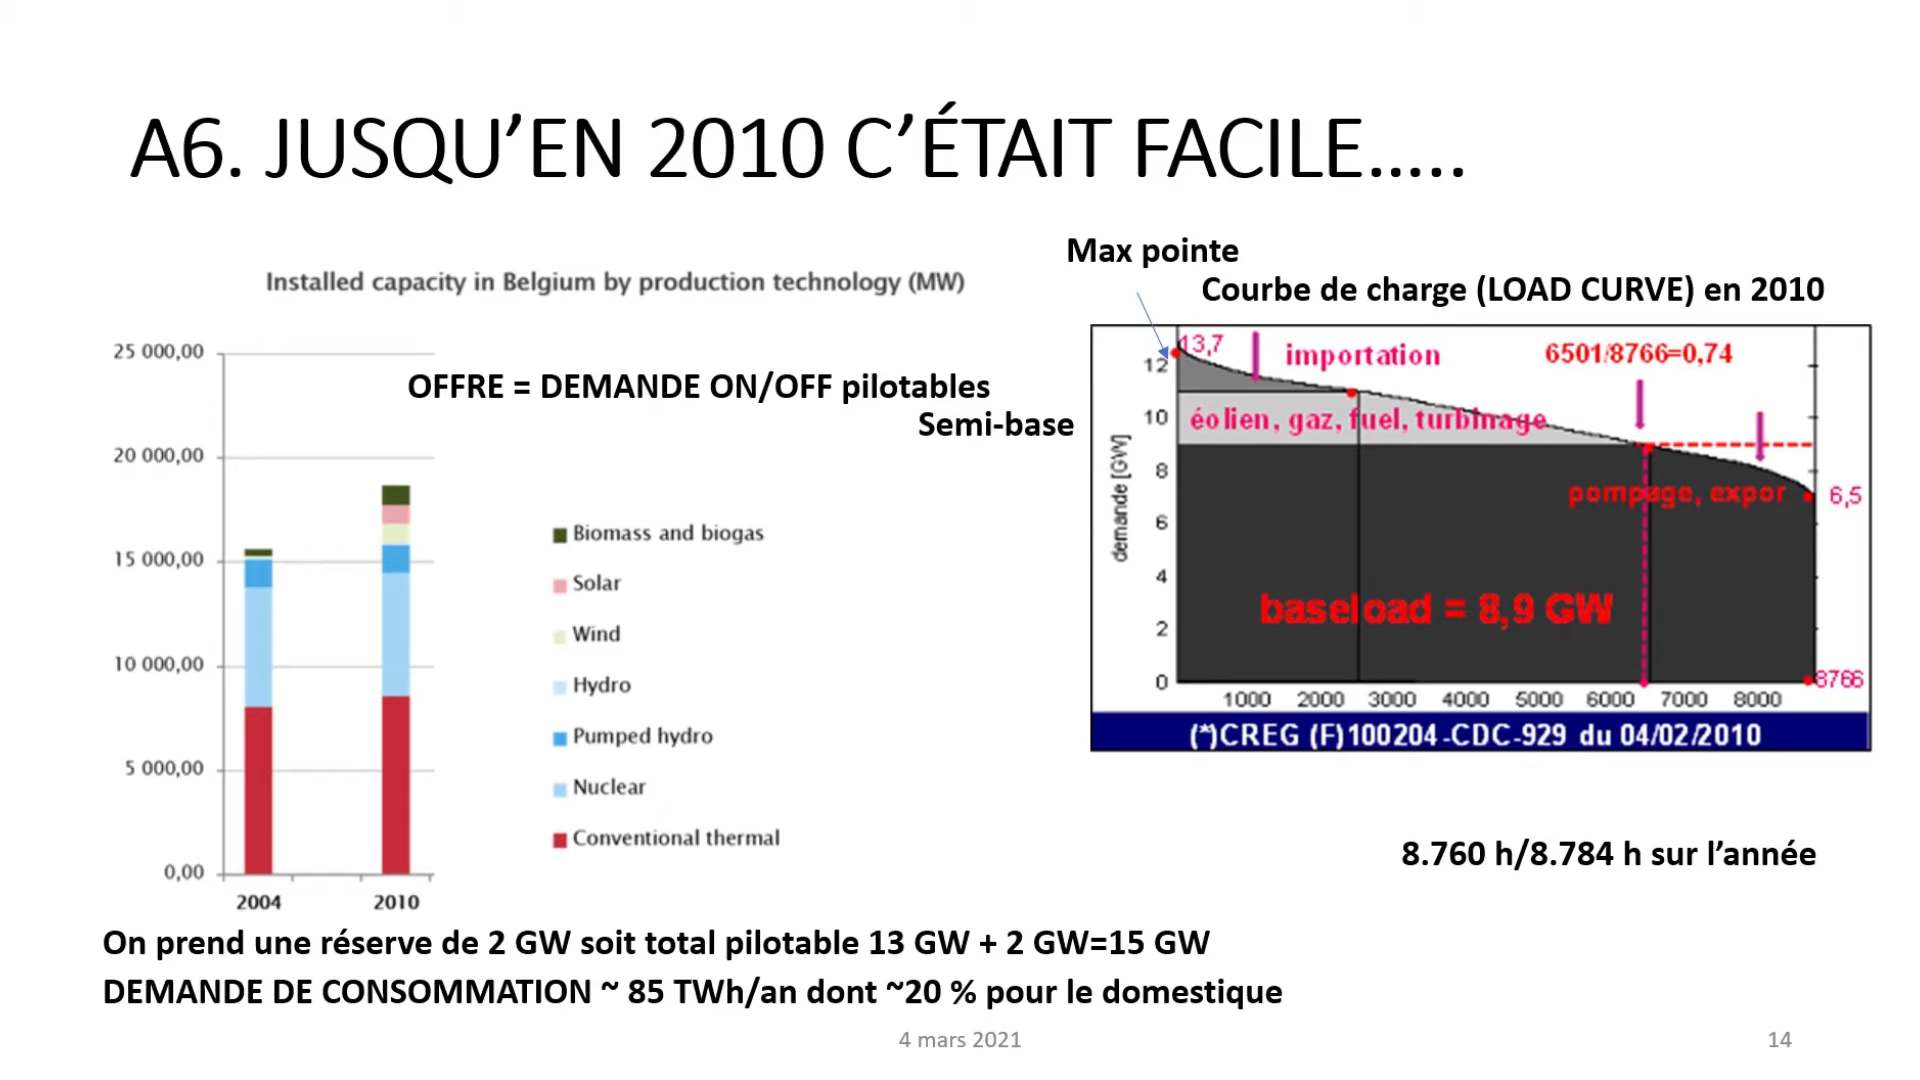 A6. JUSQU’EN 2010 C’ÉTAIT FACILE…..
Installed capacity in Belgium by production technology (MW)
25 000,00
20 000,00
15 000,00
10 000,00
5 000,00
0,00
2004
2010
OFFRE = DEMANDE ON/OFF pilotables
Semi-base
Biomass and biogas
Solar
Wind
Hydro
Pumped hydro
Nuclear
Conventional thermal
Max pointe
Courbe de charge (LOAD CURVE) en 2010
13,7
importation
6501/8766=0,74
éolien, gaz, fuel, turbinage
pompage, expor
6,5
baseload = 8,9 GW
demande [GW]
12
10
8
6
4
2
0
8766
1000 2000 3000 4000 5000 6000 7000 8000
(*)CREG (F)100204-CDC-929 du 04/02/2010
8.760 h/8.784 h sur l’année
On prend une réserve de 2 GW soit total pilotable 13 GW + 2 GW=15 GW
DEMANDE DE CONSOMMATION ~ 85 TWh/an dont ~20 % pour le domestique
4 mars 2021
14